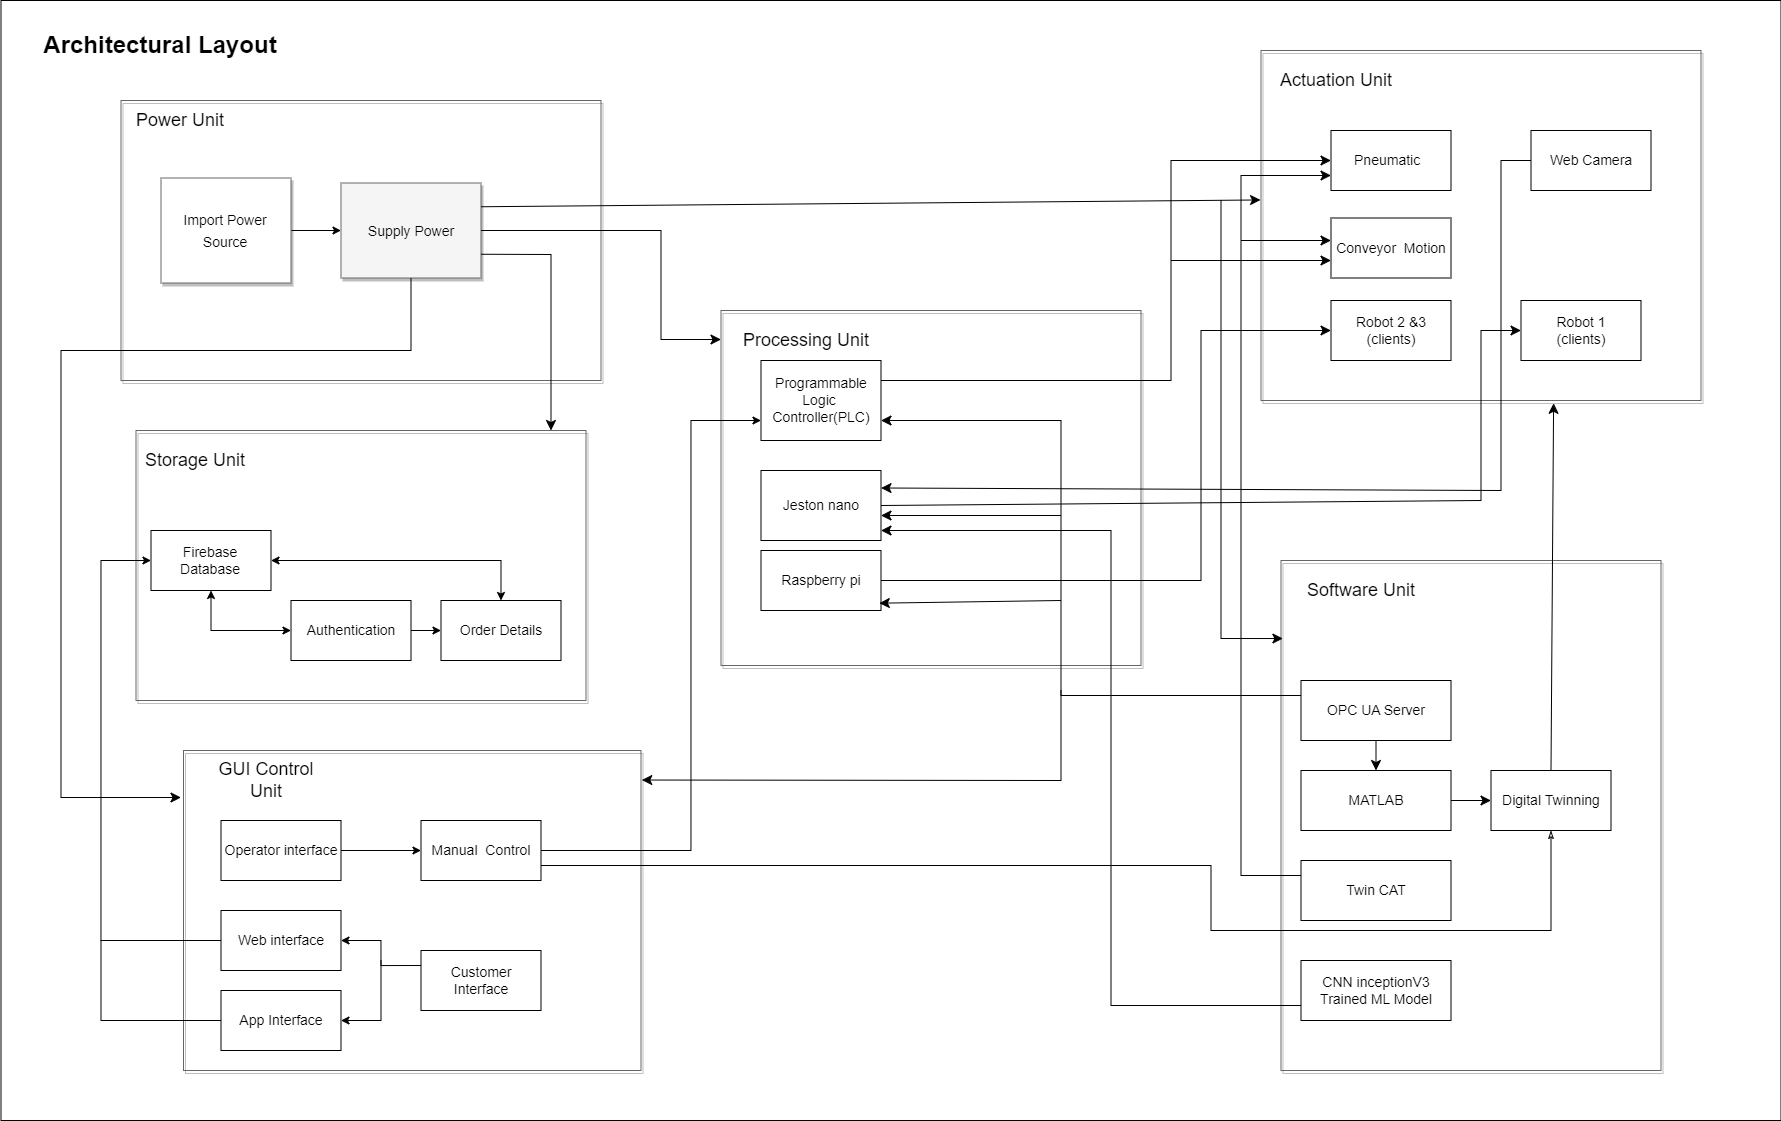 Architectural Layout
Power Unit
Import Power
Source
Supply Power
Storage Unit
Firebase
Database
Authentication
Order Details
GUI Control
Unit
Operator interface
Manual  Control
Web interface
Customer
Interface
App Interface
Processing Unit
Programmable
Logic
Controller(PLC)
Jeston nano
Raspberry pi
Actuation Unit
Pneumatic
Web Camera
Conveyor  Motion
Robot 2 &3
(clients)
Robot 1
(clients)
Software Unit
OPC UA Server
MATLAB
Digital Twinning
Twin CAT
CNN inceptionV3
Trained ML Model